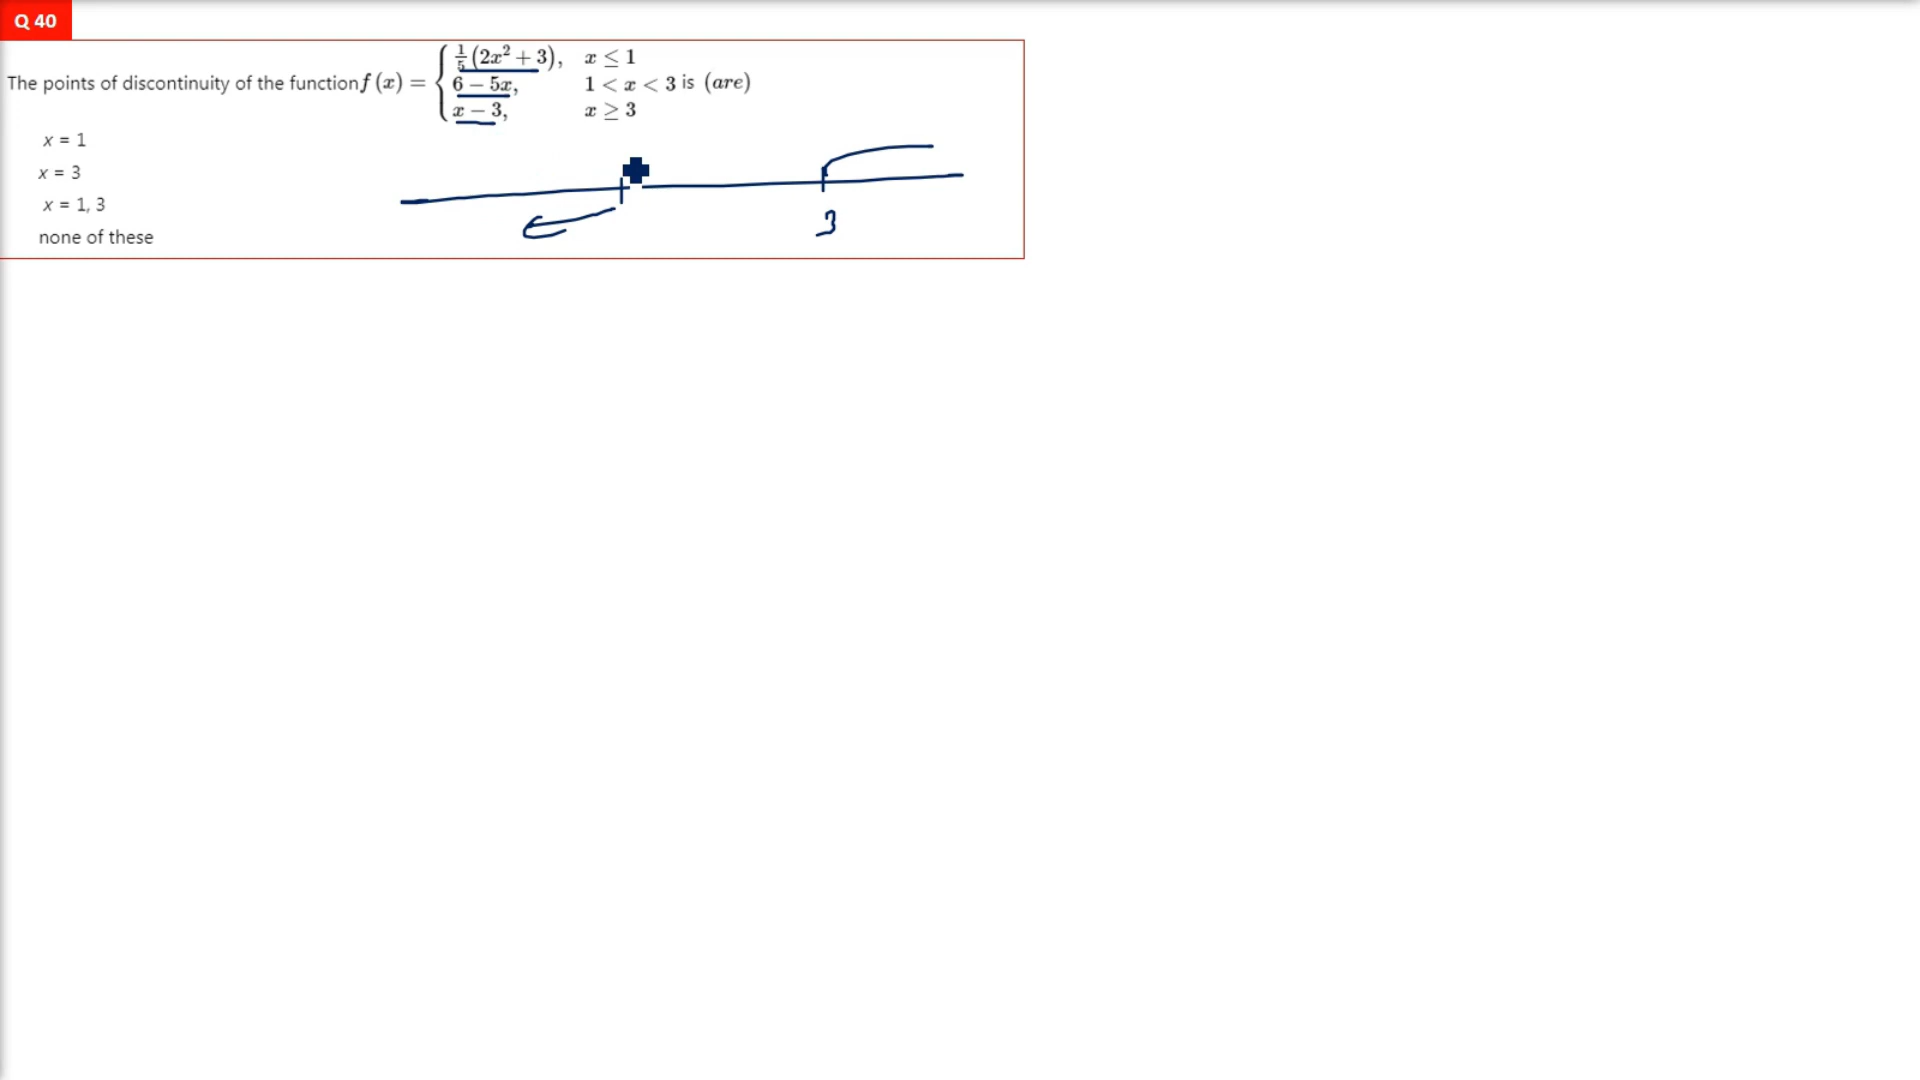 Q 40
The points of discontinuity of the function f (x) = { 1/5 (2x² + 3), x ≤ 1
6 − 5x, 1 < x < 3 is (are)
x − 3, x ≥ 3
x = 1
x = 3
x = 1, 3
none of these
3